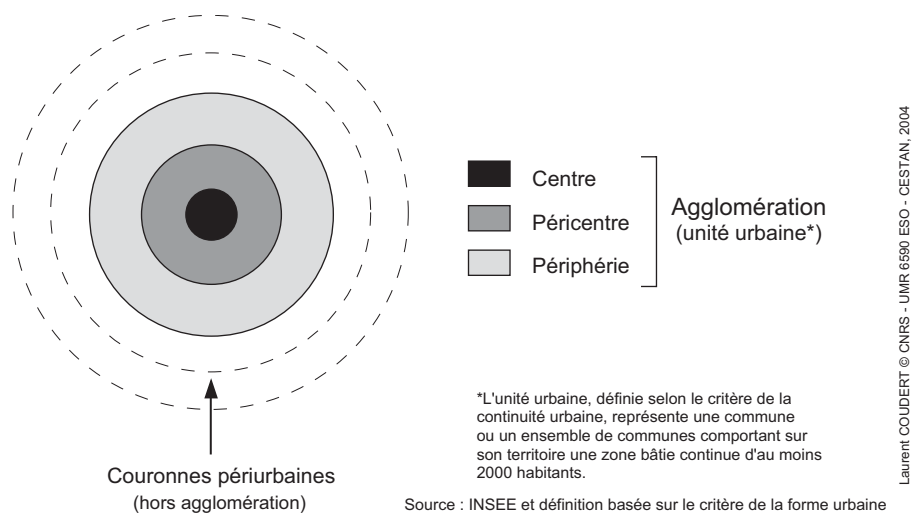 Centre
Péricentre
Périphérie
Agglomération
(unité urbaine*)
*L'unité urbaine, définie selon le critère de la
continuité urbaine, représente une commune
ou un ensemble de communes comportant sur
son territoire une zone bâtie continue d'au moins
2000 habitants.
Couronnes périurbaines
(hors agglomération)
Source : INSEE et définition basée sur le critère de la forme urbaine
Laurent COUDERT © CNRS - UMR 6590 ESO - CESTAN, 2004